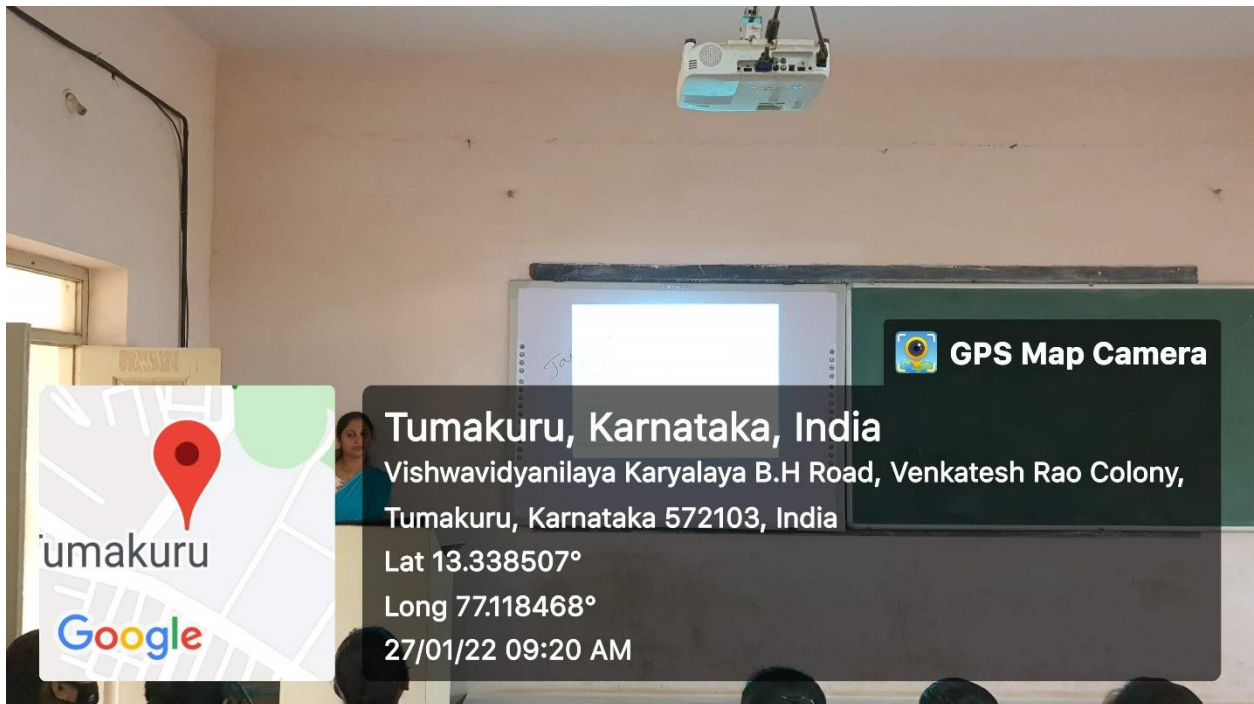 GPS Map Camera
Tumakuru, Karnataka, India
Vishwavidyanilaya Karyalaya B.H Road, Venkatesh Rao Colony,
Tumakuru, Karnataka 572103, India
Lat 13.338507°
Long 77.118468°
27/01/22 09:20 AM
umakuru
Google